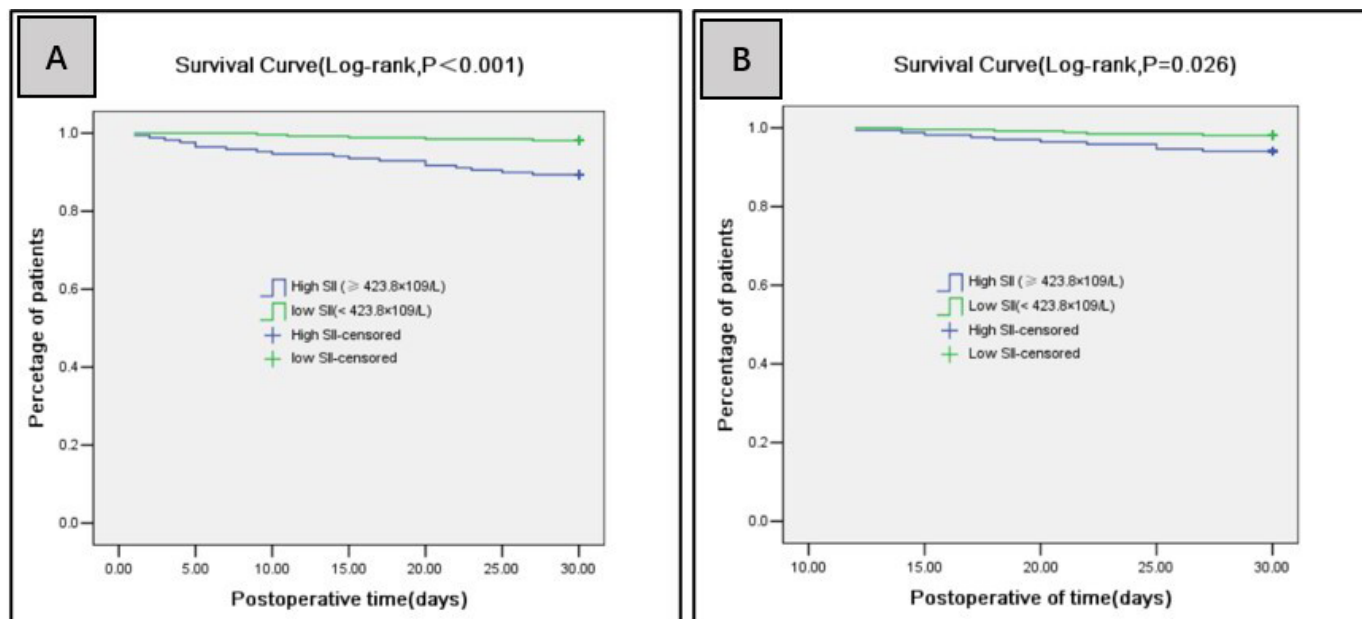 A
Survival Curve(Log-rank,P＜0.001)
Percetage of patients
1.0
0.8
0.6
0.4
0.2
0.0
High SII (≥ 423.8×109/L)
low SII(< 423.8×109/L)
High SII-censored
low SII-censored
0.00 5.00 10.00 15.00 20.00 25.00 30.00
Postoperative time(days)
B
Survival Curve(Log-rank,P=0.026)
Percentage of patients
1.0
0.8
0.6
0.4
0.2
0.0
High SII (≥ 423.8×109/L)
Low SII(< 423.8×109/L)
High SII-censored
Low SII-censored
10.00 15.00 20.00 25.00 30.00
Postoperative of time(days)